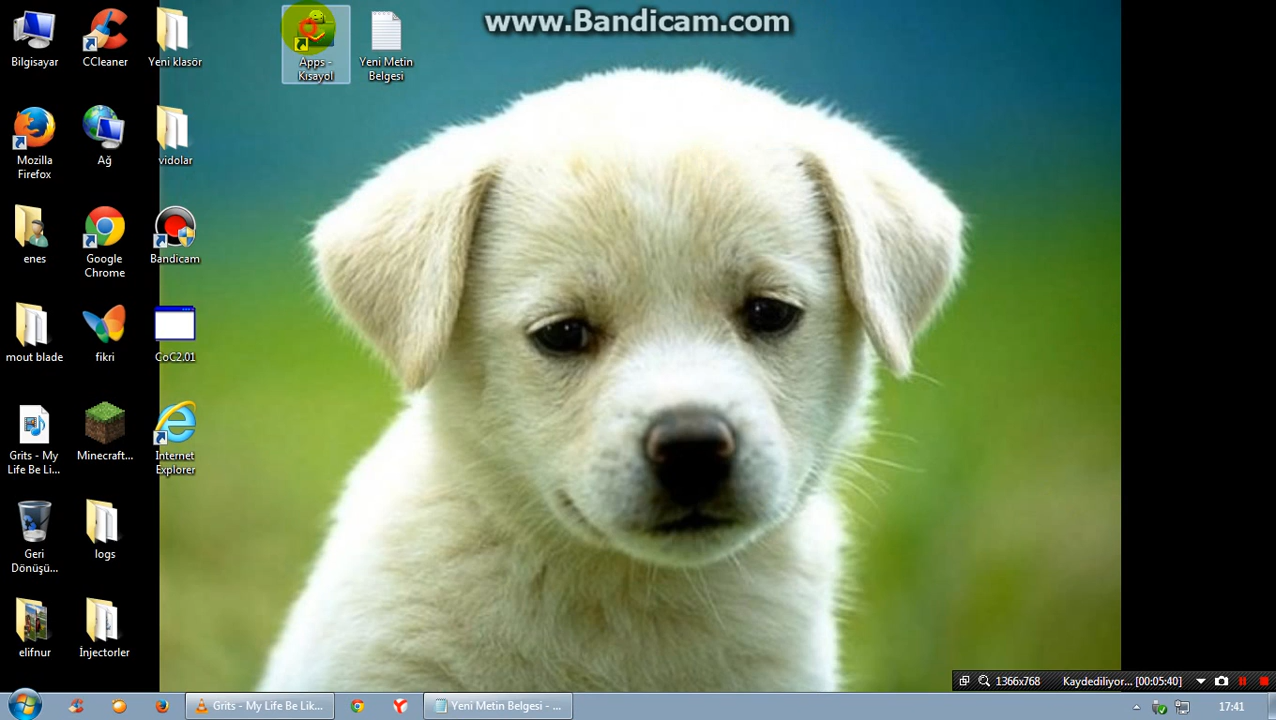 www.Bandicam.com
Bilgisayar
CCleaner
Yeni klasör
Apps -
Kısayol
Yeni Metin
Belgesi
Mozilla
Firefox
Ağ
vidolar
enes
Google
Chrome
Bandicam
mout blade
fikri
CoC2.01
Grits - My
Life Be Li...
Minecraft...
Internet
Explorer
Geri
Dönüşü...
logs
elifnur
İnjectorler
1366x768
Kaydediliyor... [00:05:40]
Grits - My Life Be Lik...
Yeni Metin Belgesi - ...
17:41